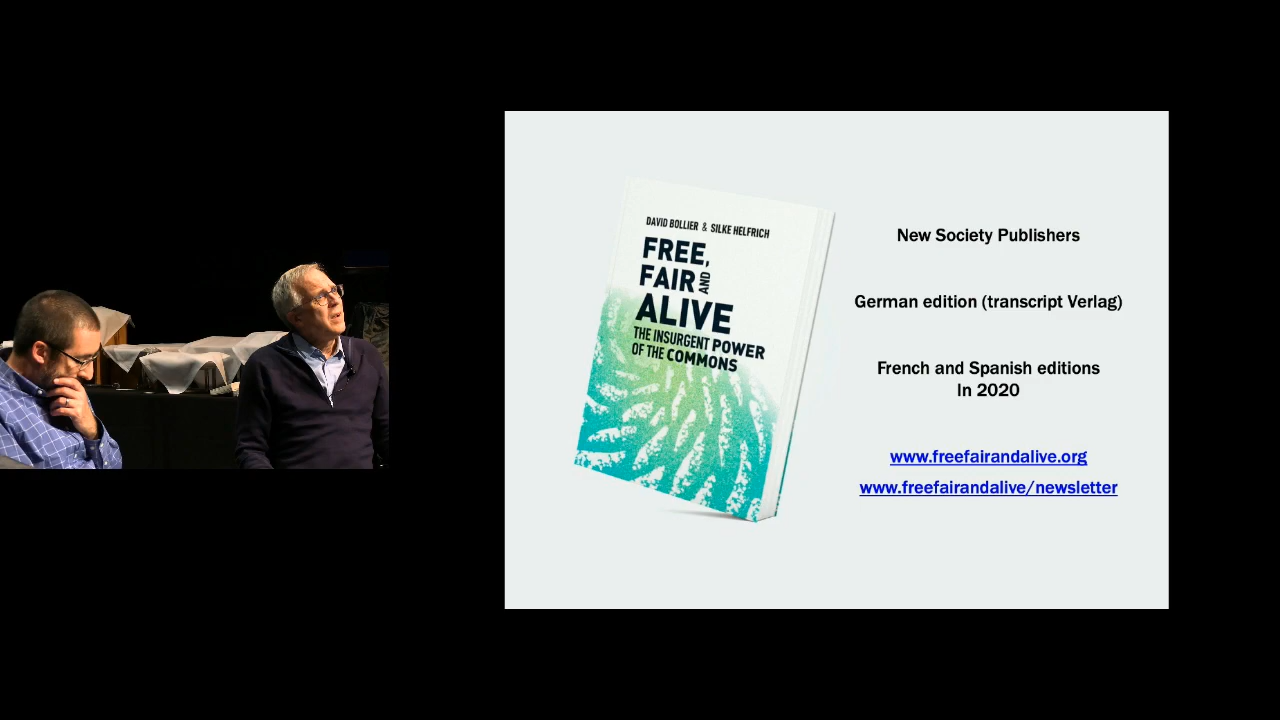 DAVID BOLLIER & SILKE HELFRICH
FREE,
FAIR AND
ALIVE
THE INSURGENT POWER
OF THE COMMONS
New Society Publishers
German edition (transcript Verlag)
French and Spanish editions
In 2020
www.freefairandalive.org
www.freefairandalive/newsletter